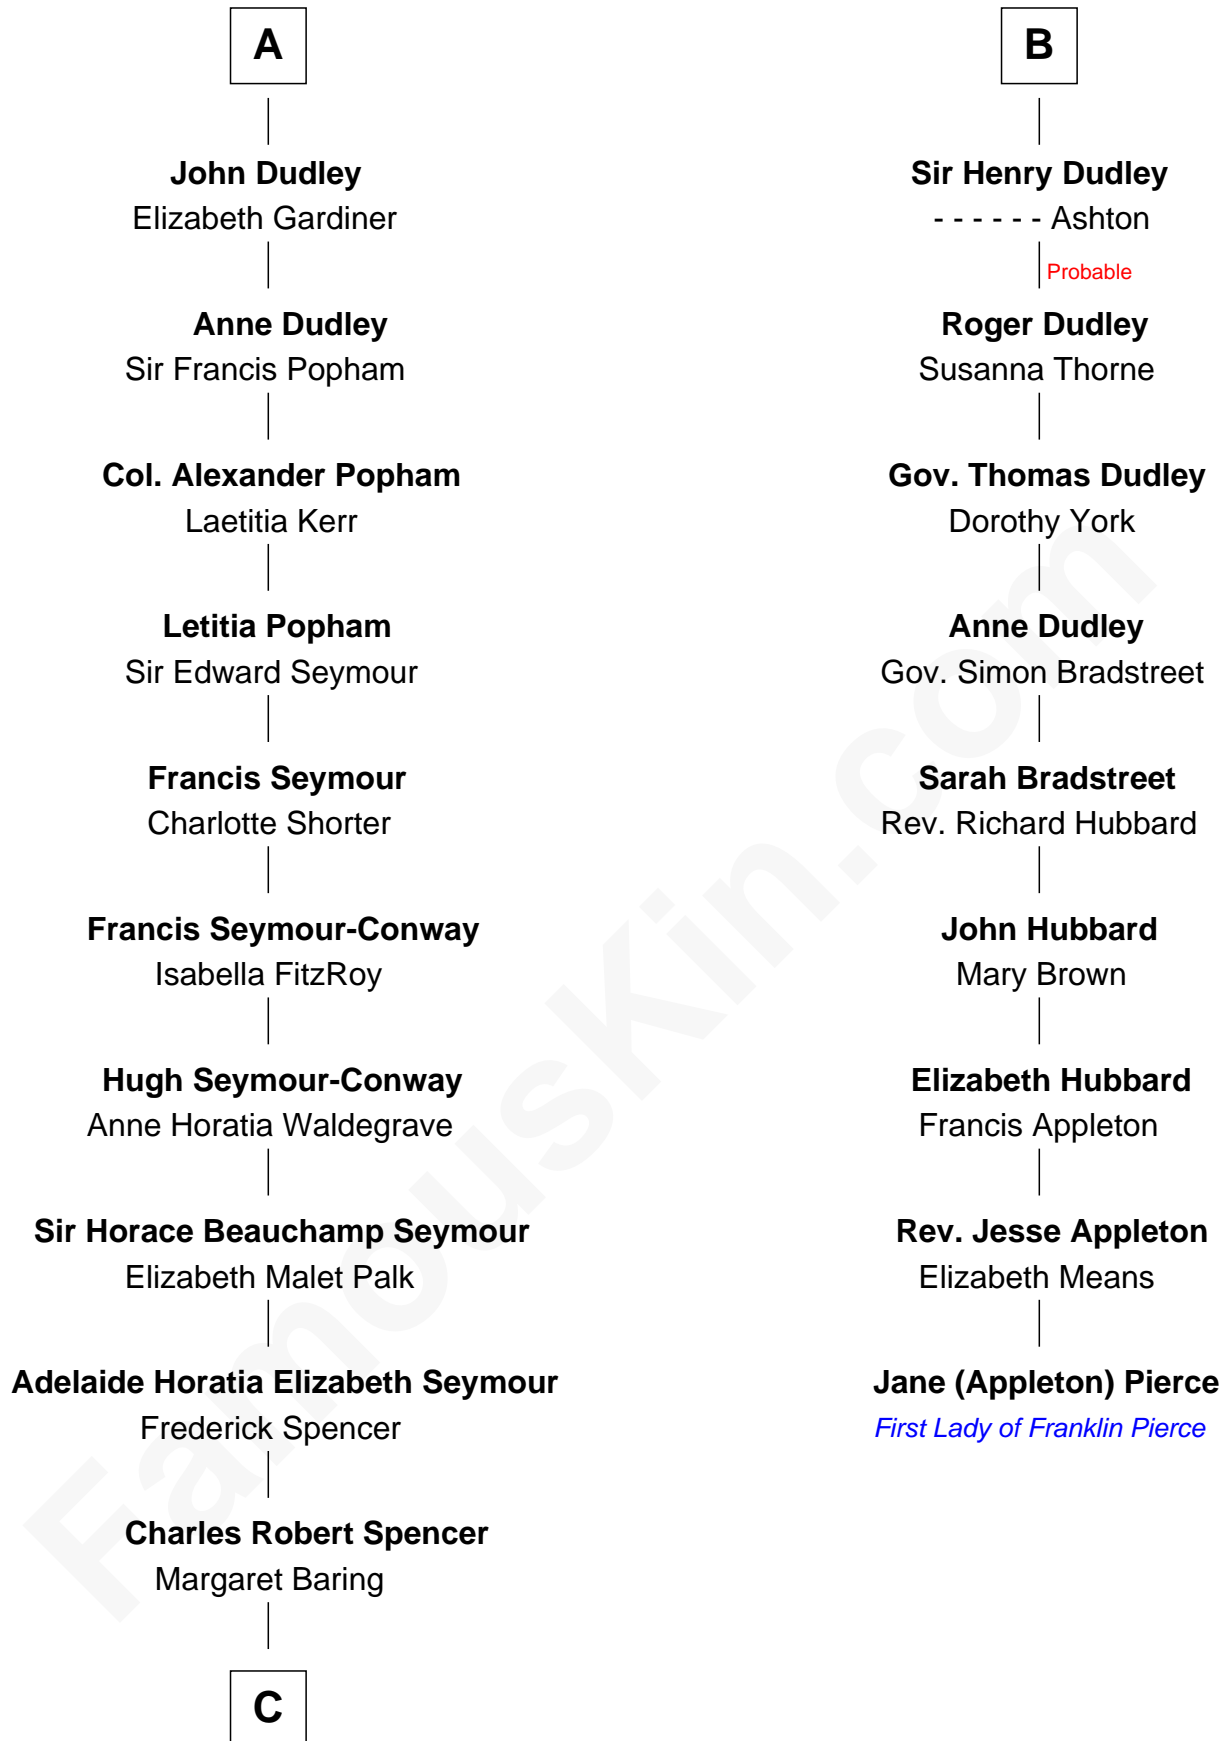 A
John Dudley
Elizabeth Gardiner
Anne Dudley
Sir Francis Popham
Col. Alexander Popham
Laetitia Kerr
Letitia Popham
Sir Edward Seymour
Francis Seymour
Charlotte Shorter
Francis Seymour-Conway
Isabella FitzRoy
Hugh Seymour-Conway
Anne Horatia Waldegrave
Sir Horace Beauchamp Seymour
Elizabeth Malet Palk
Adelaide Horatia Elizabeth Seymour
Frederick Spencer
Charles Robert Spencer
Margaret Baring
C
B
Sir Henry Dudley
- - - - - - Ashton
Probable
Roger Dudley
Susanna Thorne
Gov. Thomas Dudley
Dorothy York
Anne Dudley
Gov. Simon Bradstreet
Sarah Bradstreet
Rev. Richard Hubbard
John Hubbard
Mary Brown
Elizabeth Hubbard
Francis Appleton
Rev. Jesse Appleton
Elizabeth Means
Jane (Appleton) Pierce
First Lady of Franklin Pierce
FamousKin.com